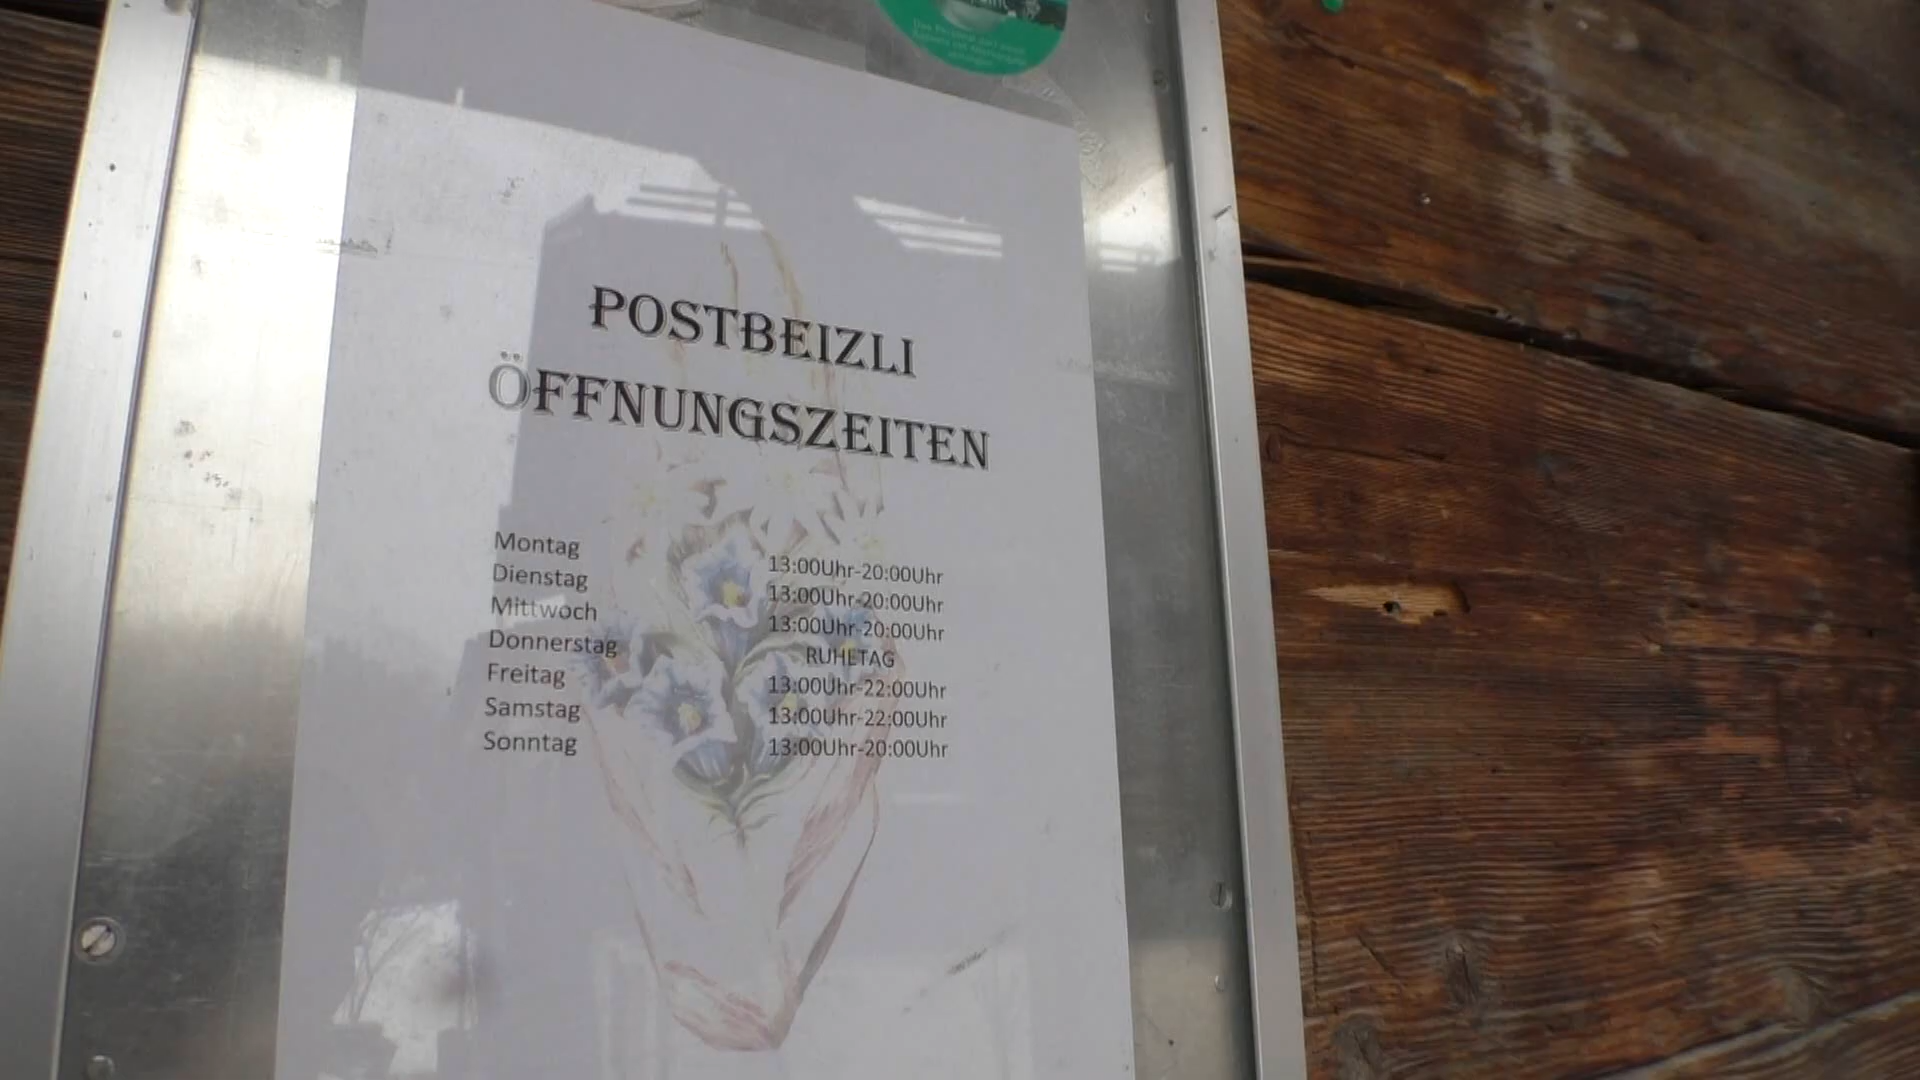 POSTBEIZLI
ÖFFNUNGSZEITEN
Montag 13:00Uhr-20:00Uhr
Dienstag 13:00Uhr-20:00Uhr
Mittwoch 13:00Uhr-20:00Uhr
Donnerstag RUHETAG
Freitag 13:00Uhr-22:00Uhr
Samstag 13:00Uhr-22:00Uhr
Sonntag 13:00Uhr-20:00Uhr